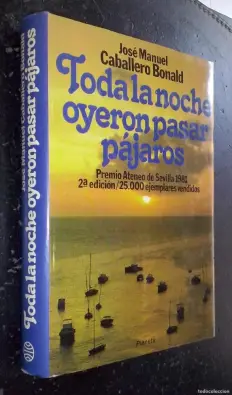 José Manuel
Caballero Bonald
Toda la noche
oyeron pasar
pájaros
Premio Ateneo de Sevilla 1981
2ª edición/25.000 ejemplares vendidos
Planeta
José Manuel Caballero Bonald
Toda la noche oyeron pasar pájaros
todocoleccion